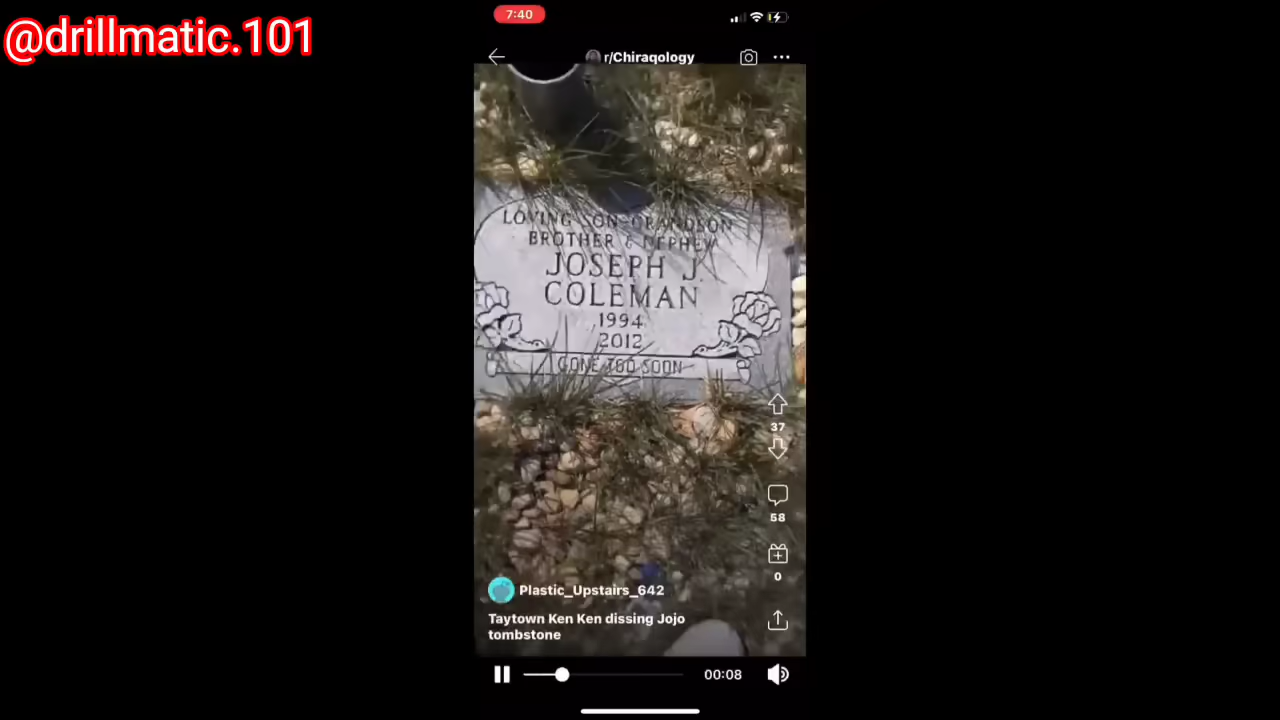 @drillmatic.101
7:40
r/Chiraqology
LOVING SON-GRANDSON
BROTHER & NEPHEW
JOSEPH J.
COLEMAN
1994
2012
GONE TOO SOON
37
58
0
Plastic_Upstairs_642
Taytown Ken Ken dissing Jojo
tombstone
00:08